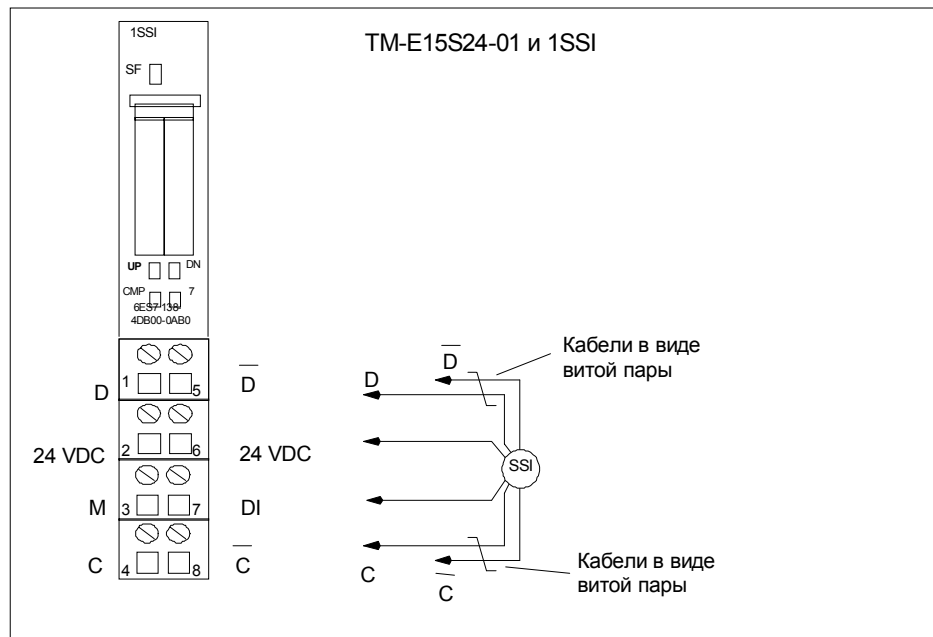 1SSI
TM-E15S24-01 и 1SSI
SF
UP
DN
CMP
7
6ES7 138-
4DB00-0AB0
D
1
5
D
24 VDC
2
6
24 VDC
M
3
7
DI
C
4
8
C
D
D
Кабели в виде
витой пары
SSI
C
C
Кабели в виде
витой пары